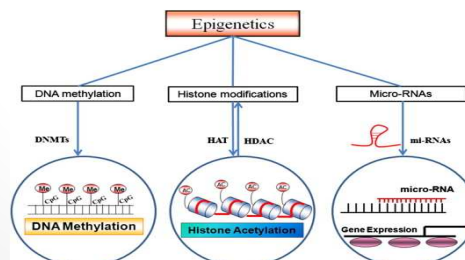 Epigenetics
DNA methylation
Histone modifications
Micro-RNAs
DNMTs
HAT
HDAC
mi-RNAs
Me Me Me Me
CpG CpG CpG CpG
DNA Methylation
AC AC AC AC
Histone Acetylation
micro-RNA
Gene Expression